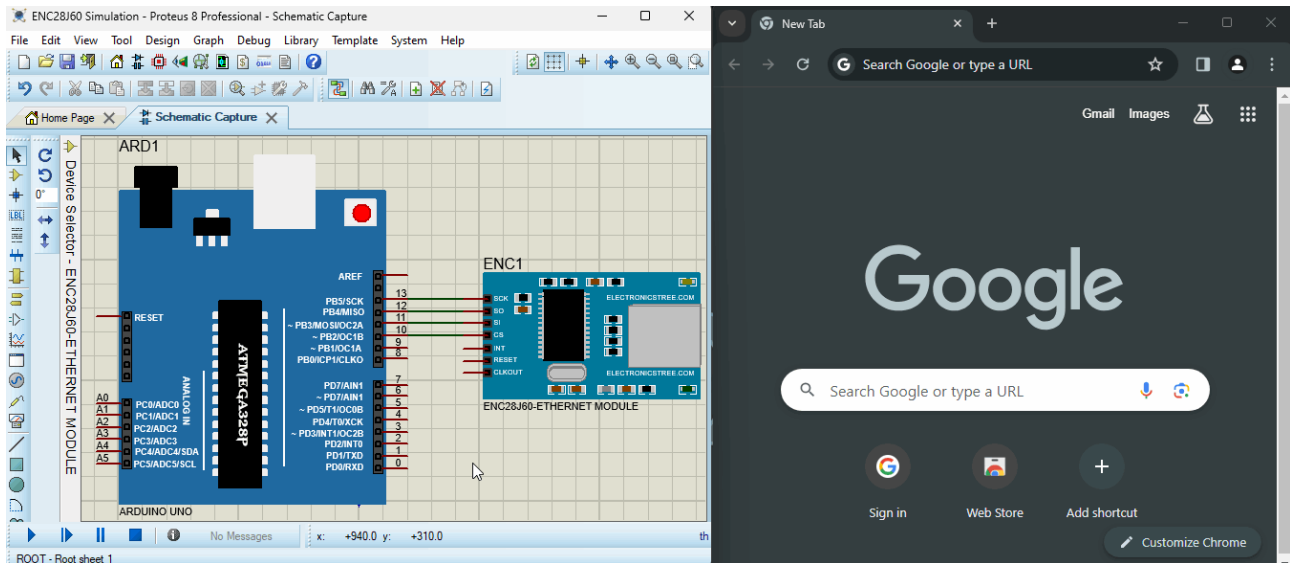 ENC28J60 Simulation - Proteus 8 Professional - Schematic Capture
File Edit View Tool Design Graph Debug Library Template System Help
Home Page
Schematic Capture
0°
LBL
Device Selector - ENC28J60-ETHERNET MODULE
ARD1
AREF
RESET
13
PB5/SCK
12
PB4/MISO
11
~ PB3/MOSI/OC2A
10
~ PB2/OC1B
9
~ PB1/OC1A
8
PB0/ICP1/CLKO
ATMEGA328P
ANALOG IN
7
PD7/AIN1
6
~ PD7/AIN1
5
~ PD5/T1/OC0B
4
PD4/T0/XCK
3
~ PD3/INT1/OC2B
2
PD2/INT0
1
PD1/TXD
0
PD0/RXD
A0
PC0/ADC0
A1
PC1/ADC1
A2
PC2/ADC2
A3
PC3/ADC3
A4
PC4/ADC4/SDA
A5
PC5/ADC5/SCL
ARDUINO UNO
ENC1
SCK
SO
SI
CS
INT
RESET
CLKOUT
ELECTRONICSTREE.COM
ELECTRONICSTREE.COM
ENC28J60-ETHERNET MODULE
No Messages
x: +940.0 y: +310.0
th
ROOT - Root sheet 1
New Tab
Search Google or type a URL
Gmail Images
Google
Search Google or type a URL
Sign in
Web Store
Add shortcut
Customize Chrome